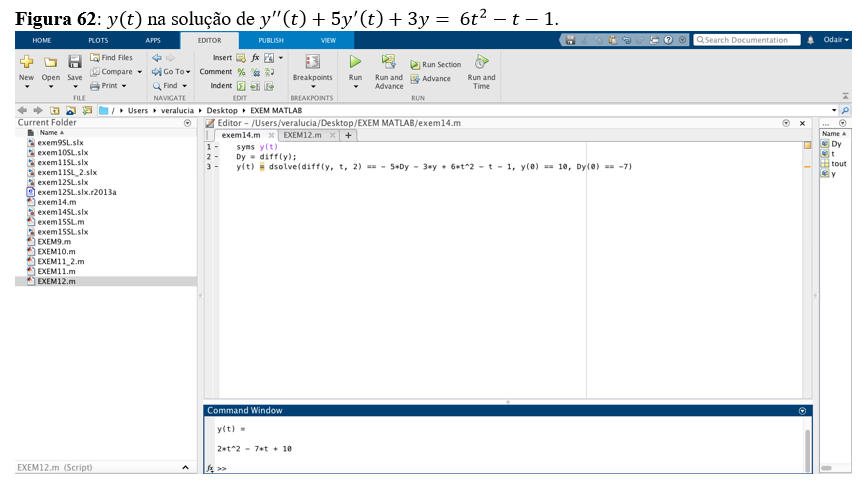 Figura 62: y(t) na solução de y′′(t) + 5y′(t) + 3y = 6t² − t − 1.
HOME PLOTS APPS EDITOR PUBLISH VIEW Search Documentation Odair
New Open Save Find Files Compare Print
Go To Find
Insert fx Comment % Indent
Breakpoints
Run Run and Advance Run Section Advance Run and Time
FILE NAVIGATE EDIT BREAKPOINTS RUN
/ Users veralucia Desktop EXEM MATLAB
Current Folder
Name
exem9SL.slx
exem10SL.slx
exem11SL.slx
exem11SL_2.slx
exem12SL.slx
exem12SL.slx.r2013a
exem14.m
exem14SL.slx
exem15SL.m
exem15SL.slx
EXEM9.m
EXEM10.m
EXEM11_2.m
EXEM11.m
EXEM12.m
EXEM12.m (Script)
Editor - /Users/veralucia/Desktop/EXEM MATLAB/exem14.m
exem14.m EXEM12.m +
1 - syms y(t)
2 - Dy = diff(y);
3 - y(t) = dsolve(diff(y, t, 2) == - 5*Dy - 3*y + 6*t^2 - t - 1, y(0) == 10, Dy(0) == -7)
Command Window
y(t) =
2*t^2 - 7*t + 10
fx >>
...
Name
Dy
t
tout
y